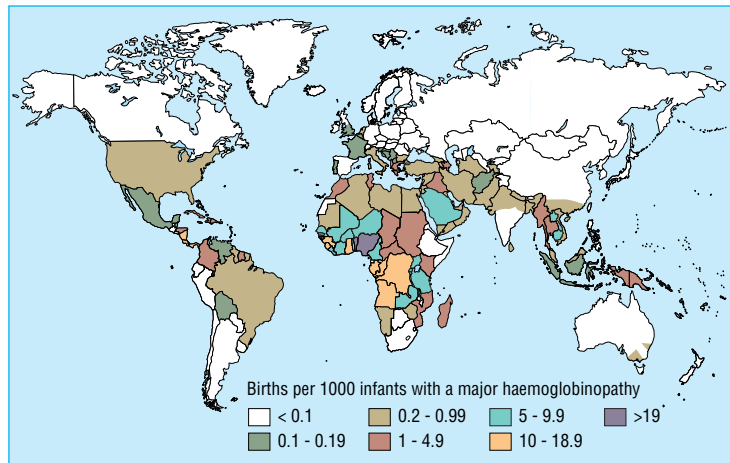 Births per 1000 infants with a major haemoglobinopathy
< 0.1 0.2 - 0.99 5 - 9.9 >19
0.1 - 0.19 1 - 4.9 10 - 18.9